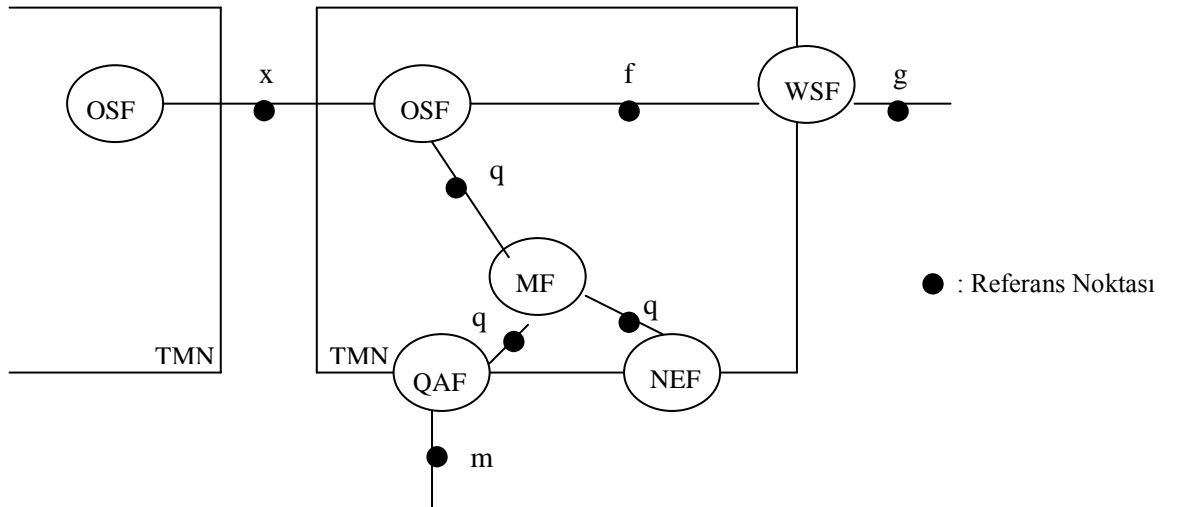 x
f
g
OSF
OSF
WSF
q
MF
● : Referans Noktası
q
q
TMN
TMN
QAF
NEF
m